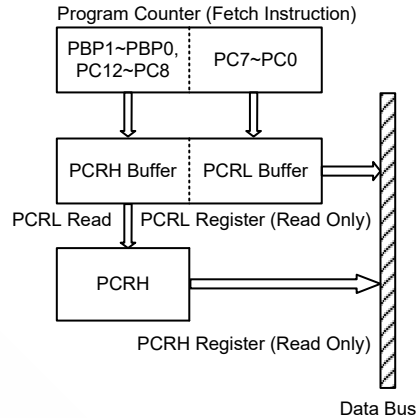 Program Counter (Fetch Instruction)
PBP1~PBP0,
PC12~PC8
PC7~PC0
PCRH Buffer
PCRL Buffer
PCRL Read
PCRL Register (Read Only)
PCRH
PCRH Register (Read Only)
Data Bus